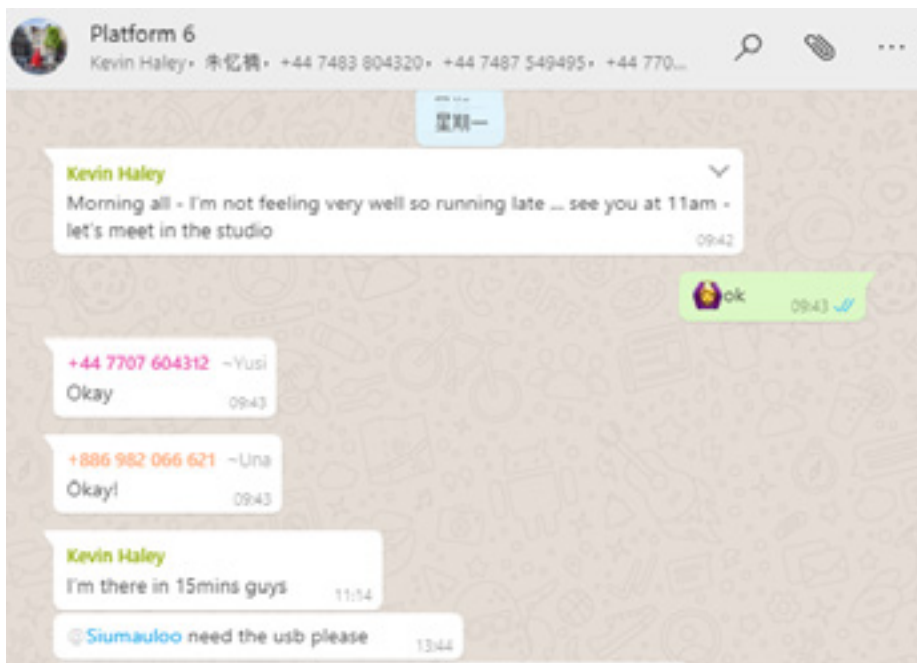 Platform 6
Kevin Haley, 朱忆楠, +44 7483 804320, +44 7487 549495, +44 770...
星期一
Kevin Haley
Morning all - I'm not feeling very well so running late ... see you at 11am -
let's meet in the studio
09:42
ok
09:43
+44 7707 604312 ~Yusi
Okay
09:43
+886 982 066 621 ~Una
Okay!
09:43
Kevin Haley
I'm there in 15mins guys
11:14
@Siumauloo need the usb please
13:44